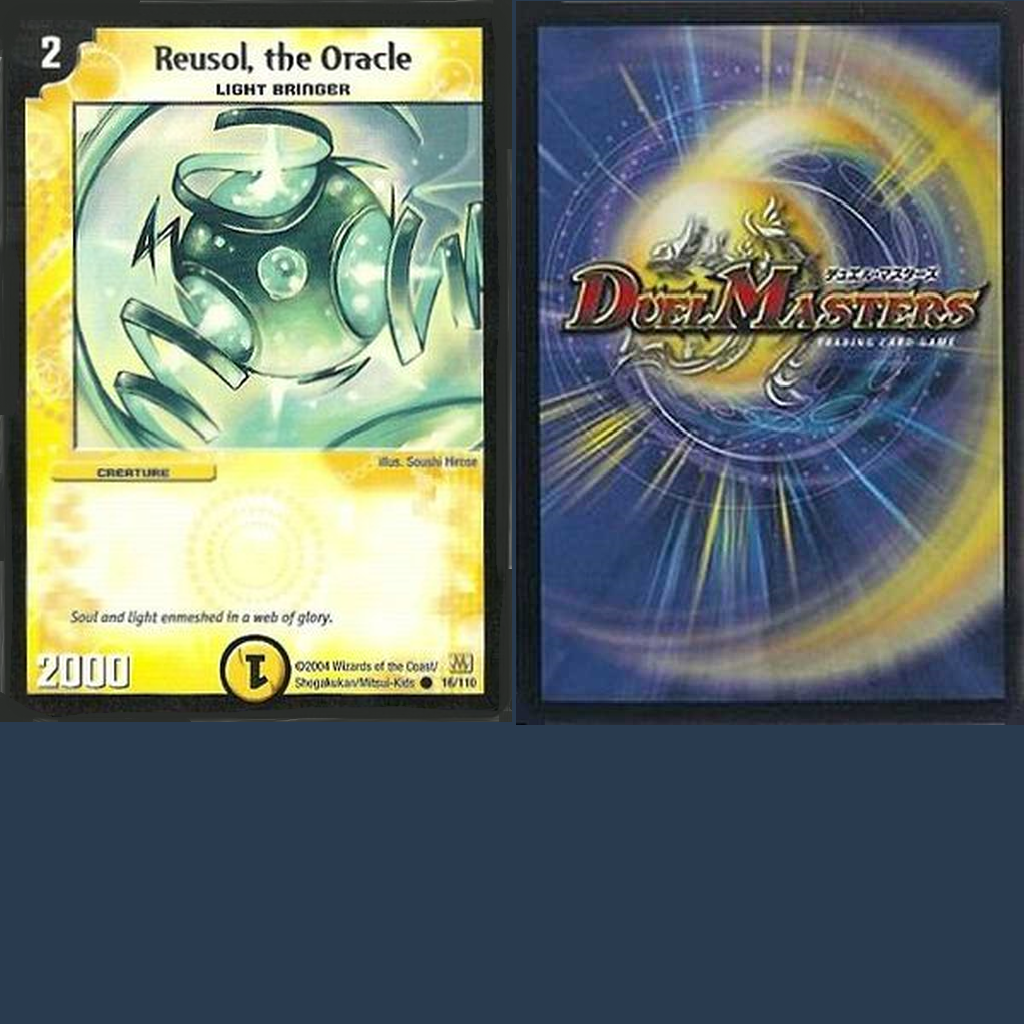 2
Reusol, the Oracle
LIGHT BRINGER
CREATURE
illus. Soushi Hirose
Soul and light enmeshed in a web of glory.
2000
1
©2004 Wizards of the Coast/
Shogakukan/Mitsui-Kids
16/110
デュエル・マスターズ
DUEL MASTERS
TRADING CARD GAME